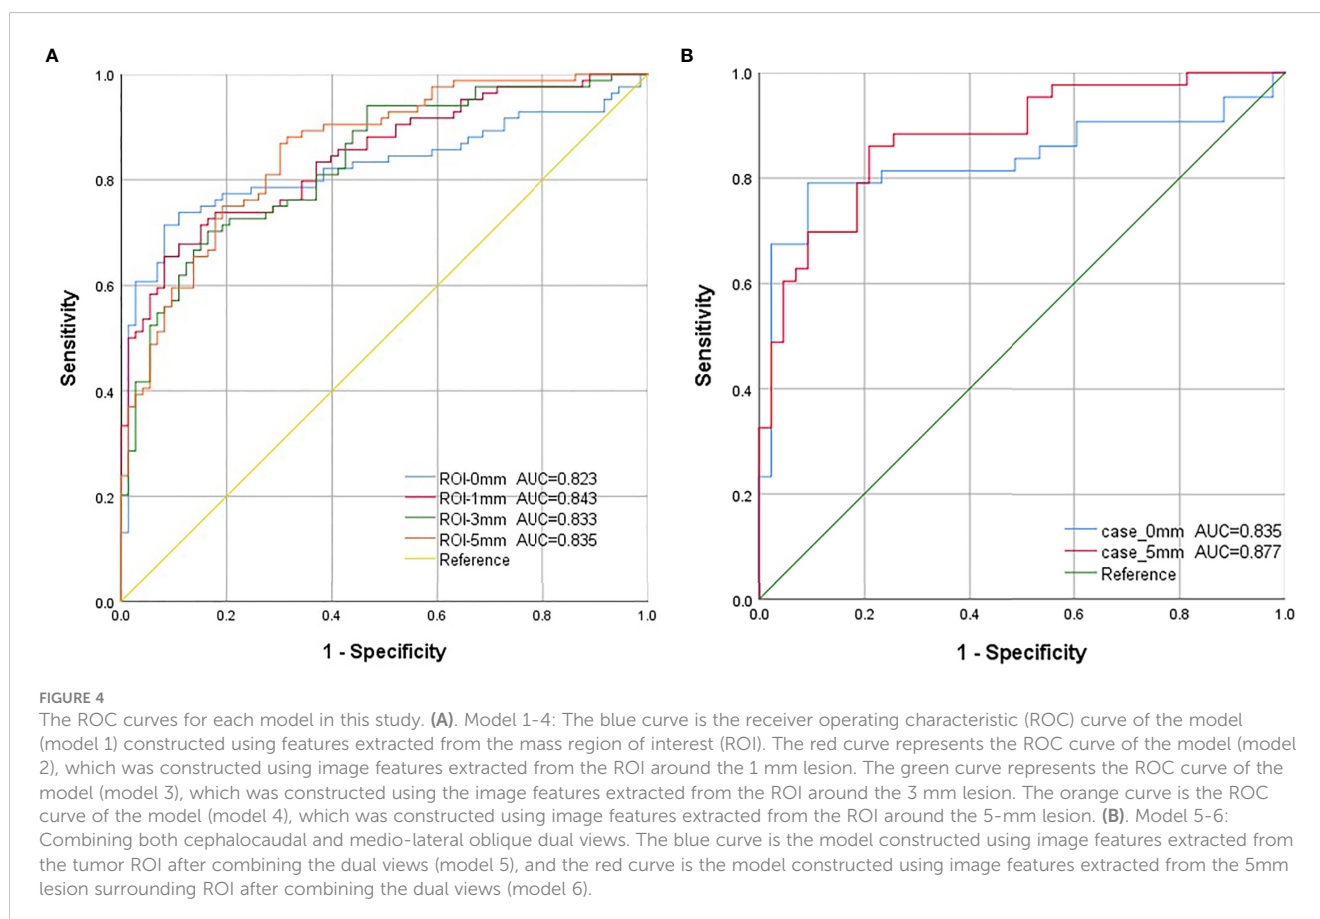 A
1.0
0.8
0.6
0.4
0.2
0.0
Sensitivity
ROI-0mm AUC=0.823
ROI-1mm AUC=0.843
ROI-3mm AUC=0.833
ROI-5mm AUC=0.835
Reference
0.0 0.2 0.4 0.6 0.8 1.0
1 - Specificity
B
1.0
0.8
0.6
0.4
0.2
0.0
Sensitivity
case_0mm AUC=0.835
case_5mm AUC=0.877
Reference
0.0 0.2 0.4 0.6 0.8 1.0
1 - Specificity
FIGURE 4
The ROC curves for each model in this study. (A). Model 1-4: The blue curve is the receiver operating characteristic (ROC) curve of the model
(model 1) constructed using features extracted from the mass region of interest (ROI). The red curve represents the ROC curve of the model (model
2), which was constructed using image features extracted from the ROI around the 1 mm lesion. The green curve represents the ROC curve of the
model (model 3), which was constructed using the image features extracted from the ROI around the 3 mm lesion. The orange curve is the ROC
curve of the model (model 4), which was constructed using image features extracted from the ROI around the 5-mm lesion. (B). Model 5-6:
Combining both cephalocaudal and medio-lateral oblique dual views. The blue curve is the model constructed using image features extracted from
the tumor ROI after combining the dual views (model 5), and the red curve is the model constructed using image features extracted from the 5mm
lesion surrounding ROI after combining the dual views (model 6).